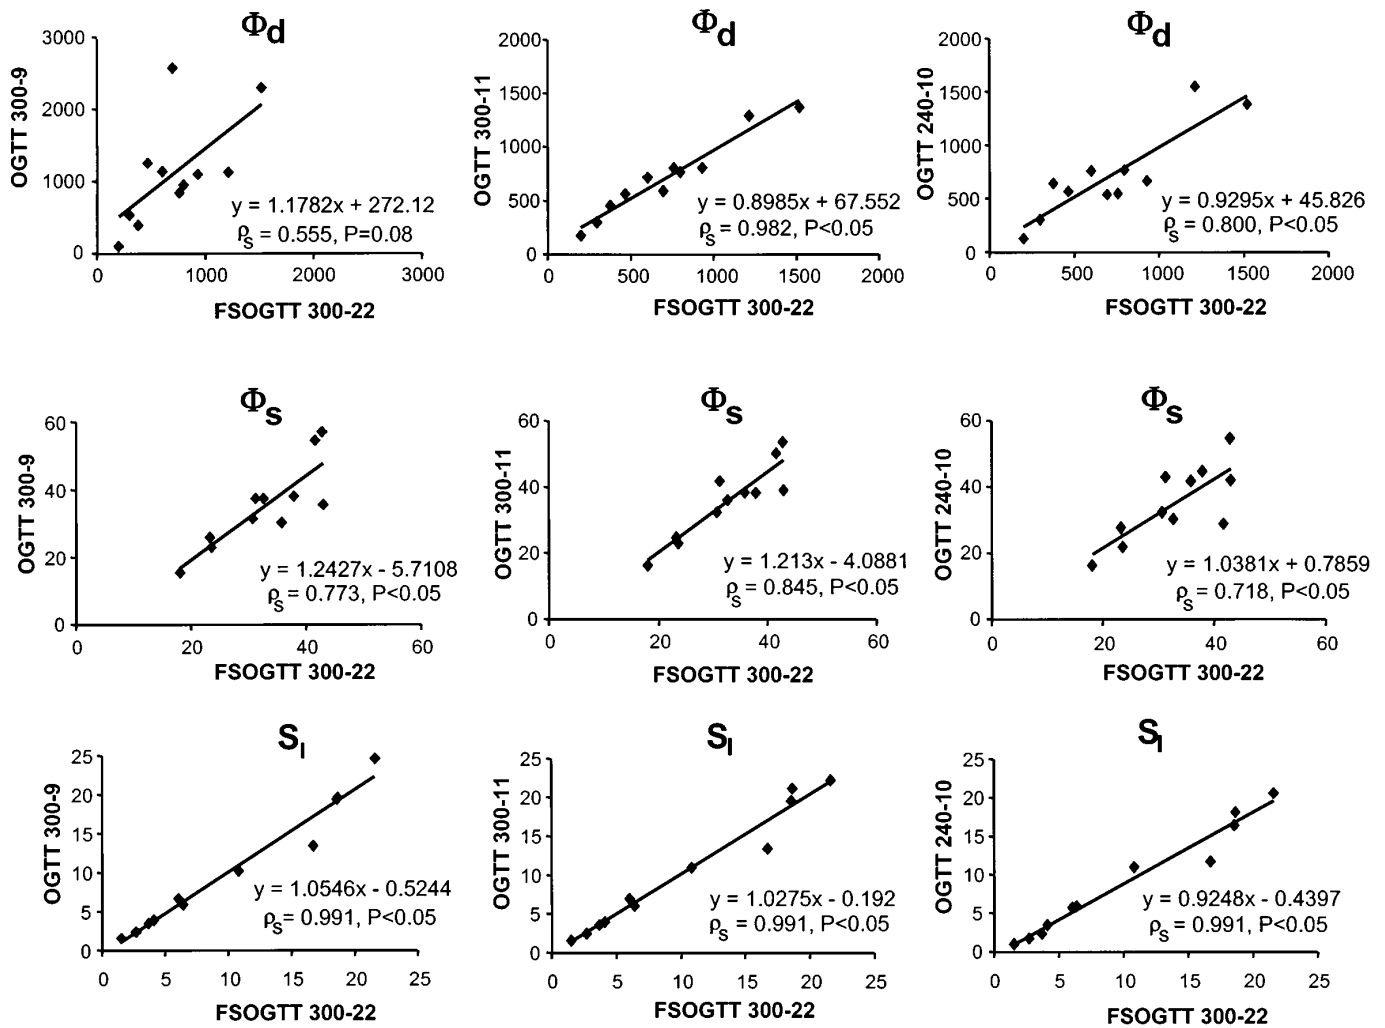 Φd
3000
2000
1000
0
0 1000 2000 3000
OGTT 300-9
y = 1.1782x + 272.12
ρS = 0.555, P=0.08
FSOGTT 300-22
Φd
2000
1500
1000
500
0
0 500 1000 1500 2000
OGTT 300-11
y = 0.8985x + 67.552
ρS = 0.982, P<0.05
FSOGTT 300-22
Φd
2000
1500
1000
500
0
0 500 1000 1500 2000
OGTT 240-10
y = 0.9295x + 45.826
ρS = 0.800, P<0.05
FSOGTT 300-22
Φs
60
40
20
0
0 20 40 60
OGTT 300-9
y = 1.2427x - 5.7108
ρS = 0.773, P<0.05
FSOGTT 300-22
Φs
60
40
20
0
0 20 40 60
OGTT 300-11
y = 1.213x - 4.0881
ρS = 0.845, P<0.05
FSOGTT 300-22
Φs
60
40
20
0
0 20 40 60
OGTT 240-10
y = 1.0381x + 0.7859
ρS = 0.718, P<0.05
FSOGTT 300-22
SI
25
20
15
10
5
0
0 5 10 15 20 25
OGTT 300-9
y = 1.0546x - 0.5244
ρS = 0.991, P<0.05
FSOGTT 300-22
SI
25
20
15
10
5
0
0 5 10 15 20 25
OGTT 300-11
y = 1.0275x - 0.192
ρS = 0.991, P<0.05
FSOGTT 300-22
SI
25
20
15
10
5
0
0 5 10 15 20 25
OGTT 240-10
y = 0.9248x - 0.4397
ρS = 0.991, P<0.05
FSOGTT 300-22